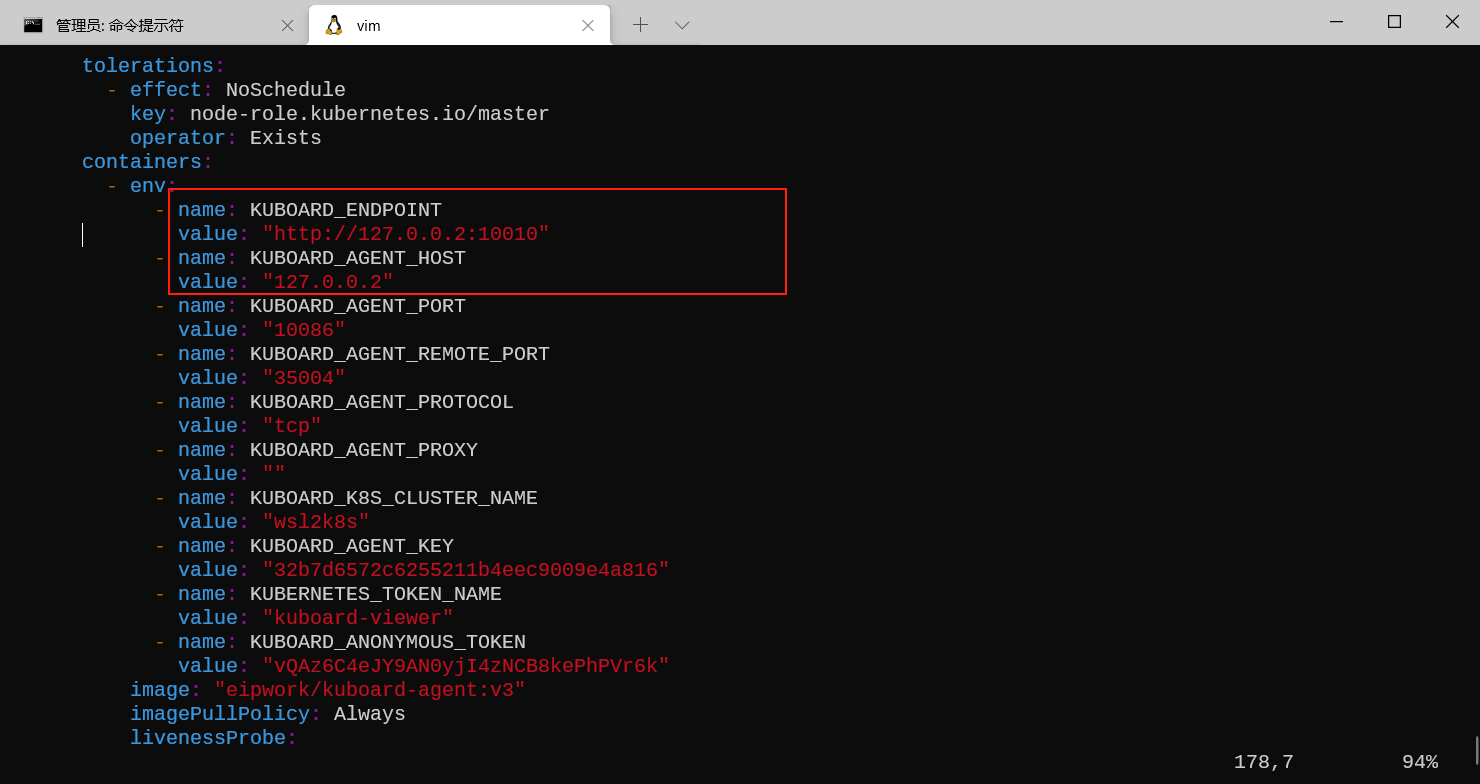 管理员: 命令提示符
vim
tolerations:
- effect: NoSchedule
key: node-role.kubernetes.io/master
operator: Exists
containers:
- env:
- name: KUBOARD_ENDPOINT
value: "http://127.0.0.2:10010"
- name: KUBOARD_AGENT_HOST
value: "127.0.0.2"
- name: KUBOARD_AGENT_PORT
value: "10086"
- name: KUBOARD_AGENT_REMOTE_PORT
value: "35004"
- name: KUBOARD_AGENT_PROTOCOL
value: "tcp"
- name: KUBOARD_AGENT_PROXY
value: ""
- name: KUBOARD_K8S_CLUSTER_NAME
value: "wsl2k8s"
- name: KUBOARD_AGENT_KEY
value: "32b7d6572c6255211b4eec9009e4a816"
- name: KUBERNETES_TOKEN_NAME
value: "kuboard-viewer"
- name: KUBOARD_ANONYMOUS_TOKEN
value: "vQAz6C4eJY9AN0yjI4zNCB8kePhPVr6k"
image: "eipwork/kuboard-agent:v3"
imagePullPolicy: Always
livenessProbe:
178,7 94%